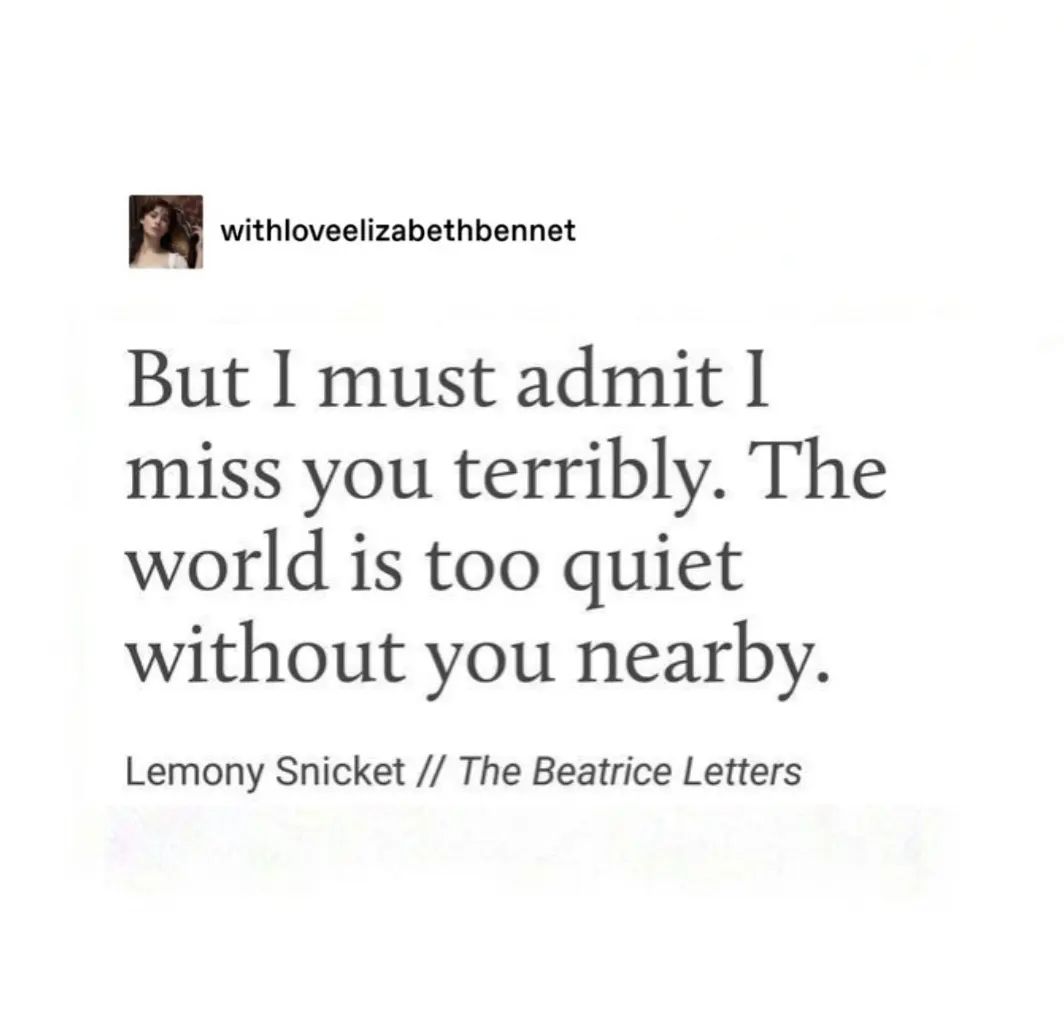 withloveelizabethbennet
But I must admit I
miss you terribly. The
world is too quiet
without you nearby.
Lemony Snicket // The Beatrice Letters